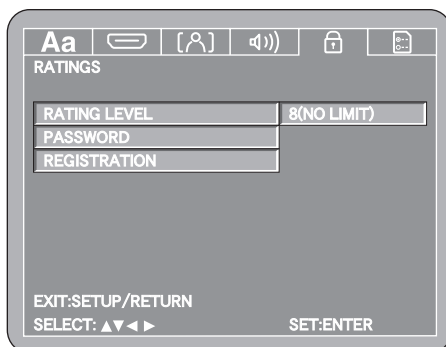 Aa
RATINGS
RATING LEVEL 8(NO LIMIT)
PASSWORD
REGISTRATION
EXIT:SETUP/RETURN
SELECT: ▲▼◄ ► SET:ENTER